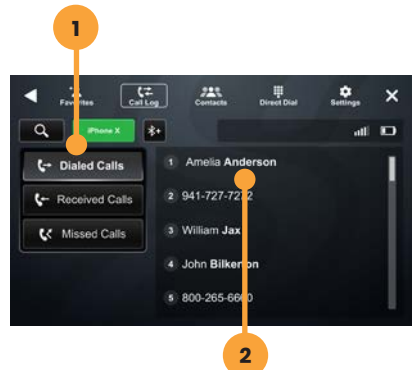 1
Favorites Call Log Contacts Direct Dial Settings
iPhone X
Dialed Calls
Received Calls
Missed Calls
1 Amelia Anderson
2 941-727-7272
3 William Jax
4 John Bilkerton
5 800-265-6600
2